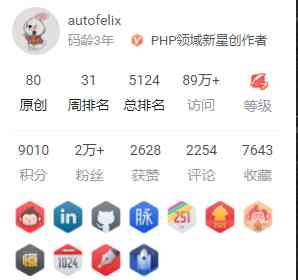 autofelix
码龄3年 PHP领域新星创作者
80 31 5124 89万+
原创 周排名 总排名 访问 等级
9010 2万+ 2628 2254 7643
积分 粉丝 获赞 评论 收藏
in 脉 251
1024